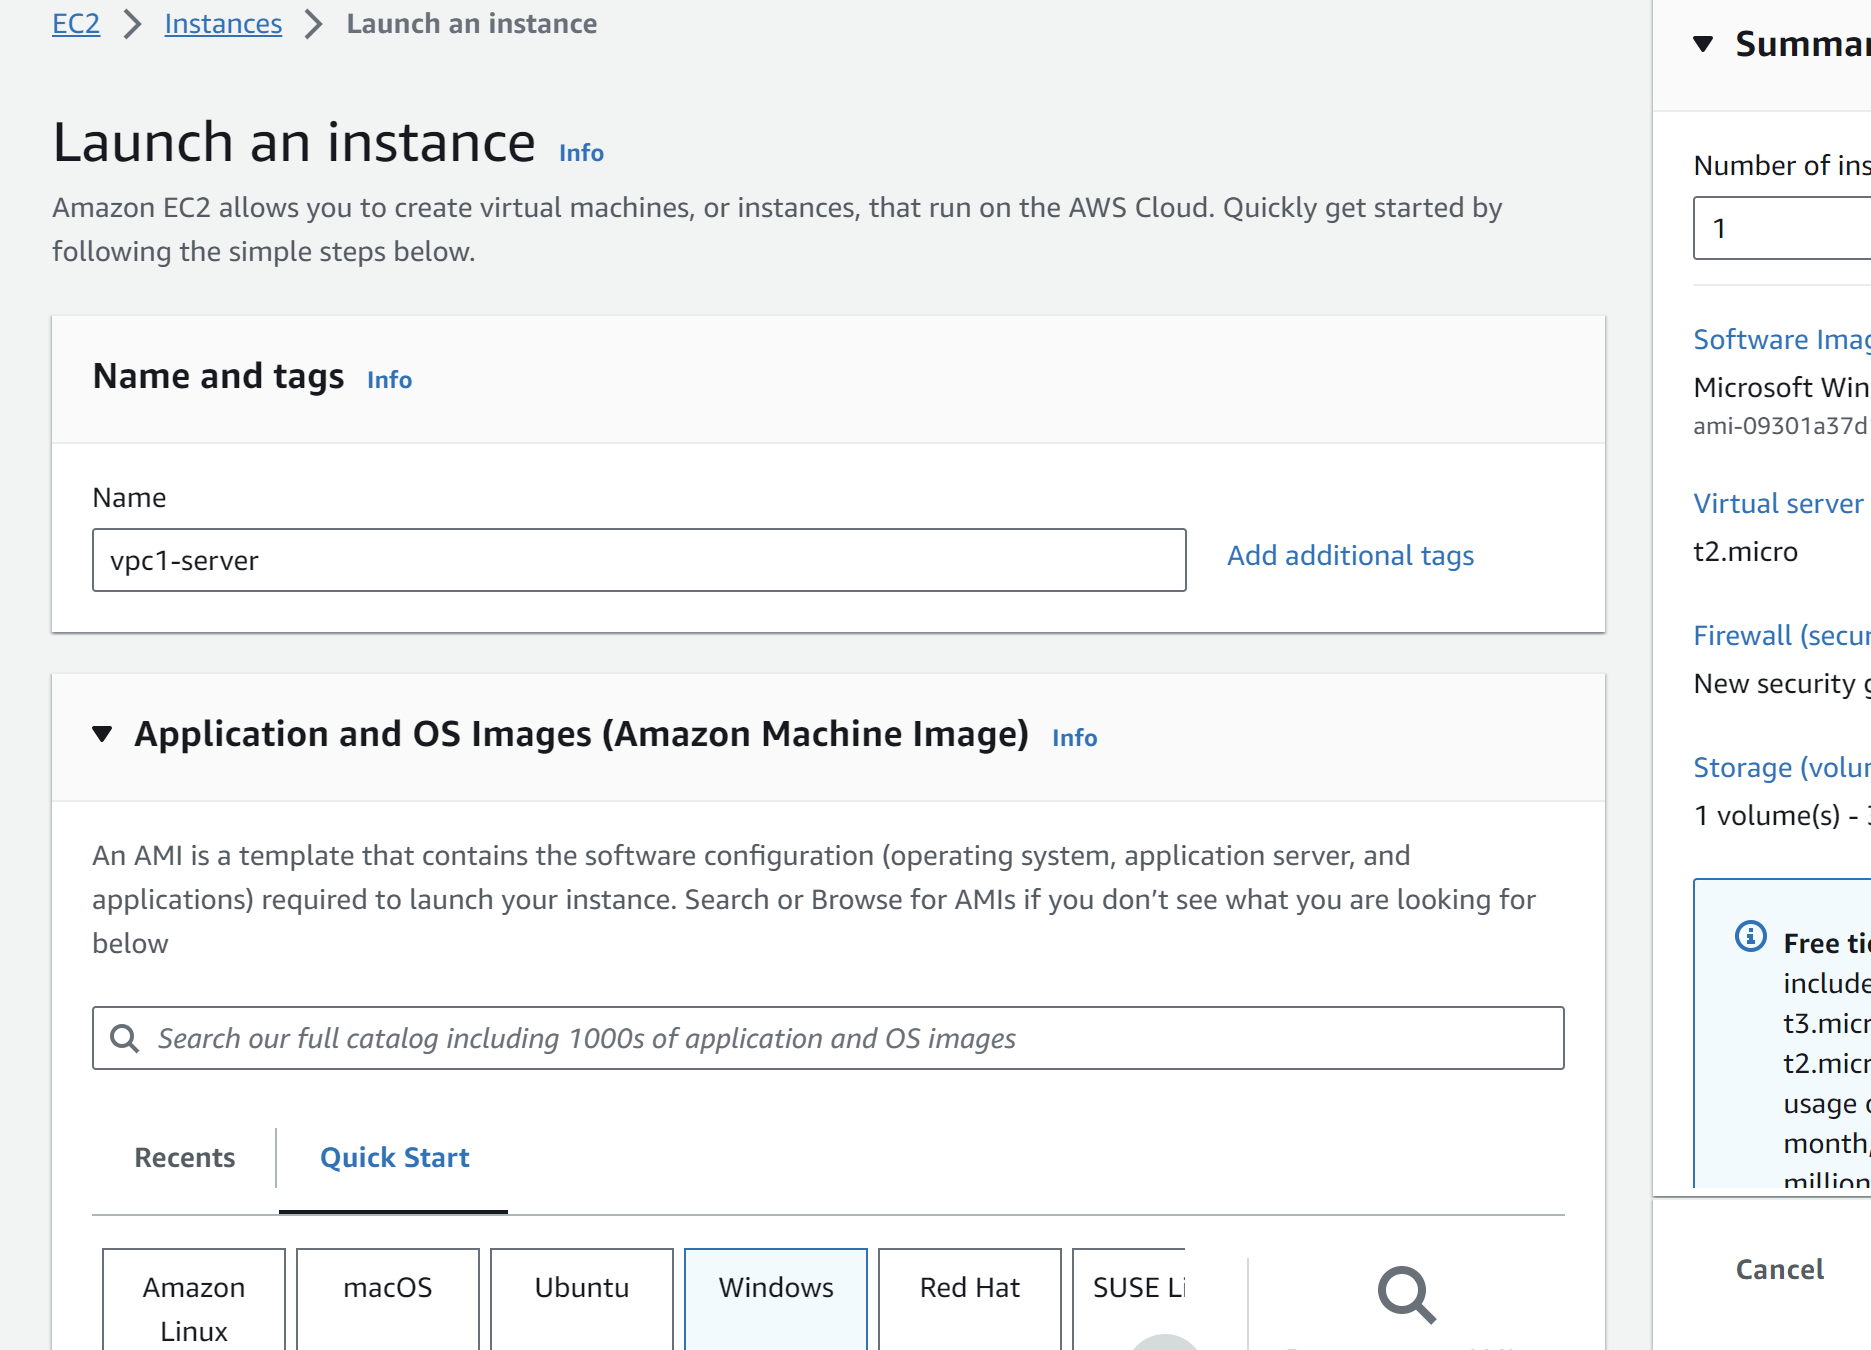 EC2 > Instances > Launch an instance
Launch an instance Info
Amazon EC2 allows you to create virtual machines, or instances, that run on the AWS Cloud. Quickly get started by
following the simple steps below.
Name and tags Info
Name
vpc1-server
Add additional tags
Application and OS Images (Amazon Machine Image) Info
An AMI is a template that contains the software configuration (operating system, application server, and
applications) required to launch your instance. Search or Browse for AMIs if you don’t see what you are looking for
below
Search our full catalog including 1000s of application and OS images
Recents
Quick Start
Amazon
Linux
macOS
Ubuntu
Windows
Red Hat
SUSE Li
Summar
Number of ins
1
Software Imag
Microsoft Win
ami-09301a37d
Virtual server
t2.micro
Firewall (secur
New security g
Storage (volum
1 volume(s) - 3
Free tie
include
t3.micr
t2.micr
usage o
month,
million
Cancel